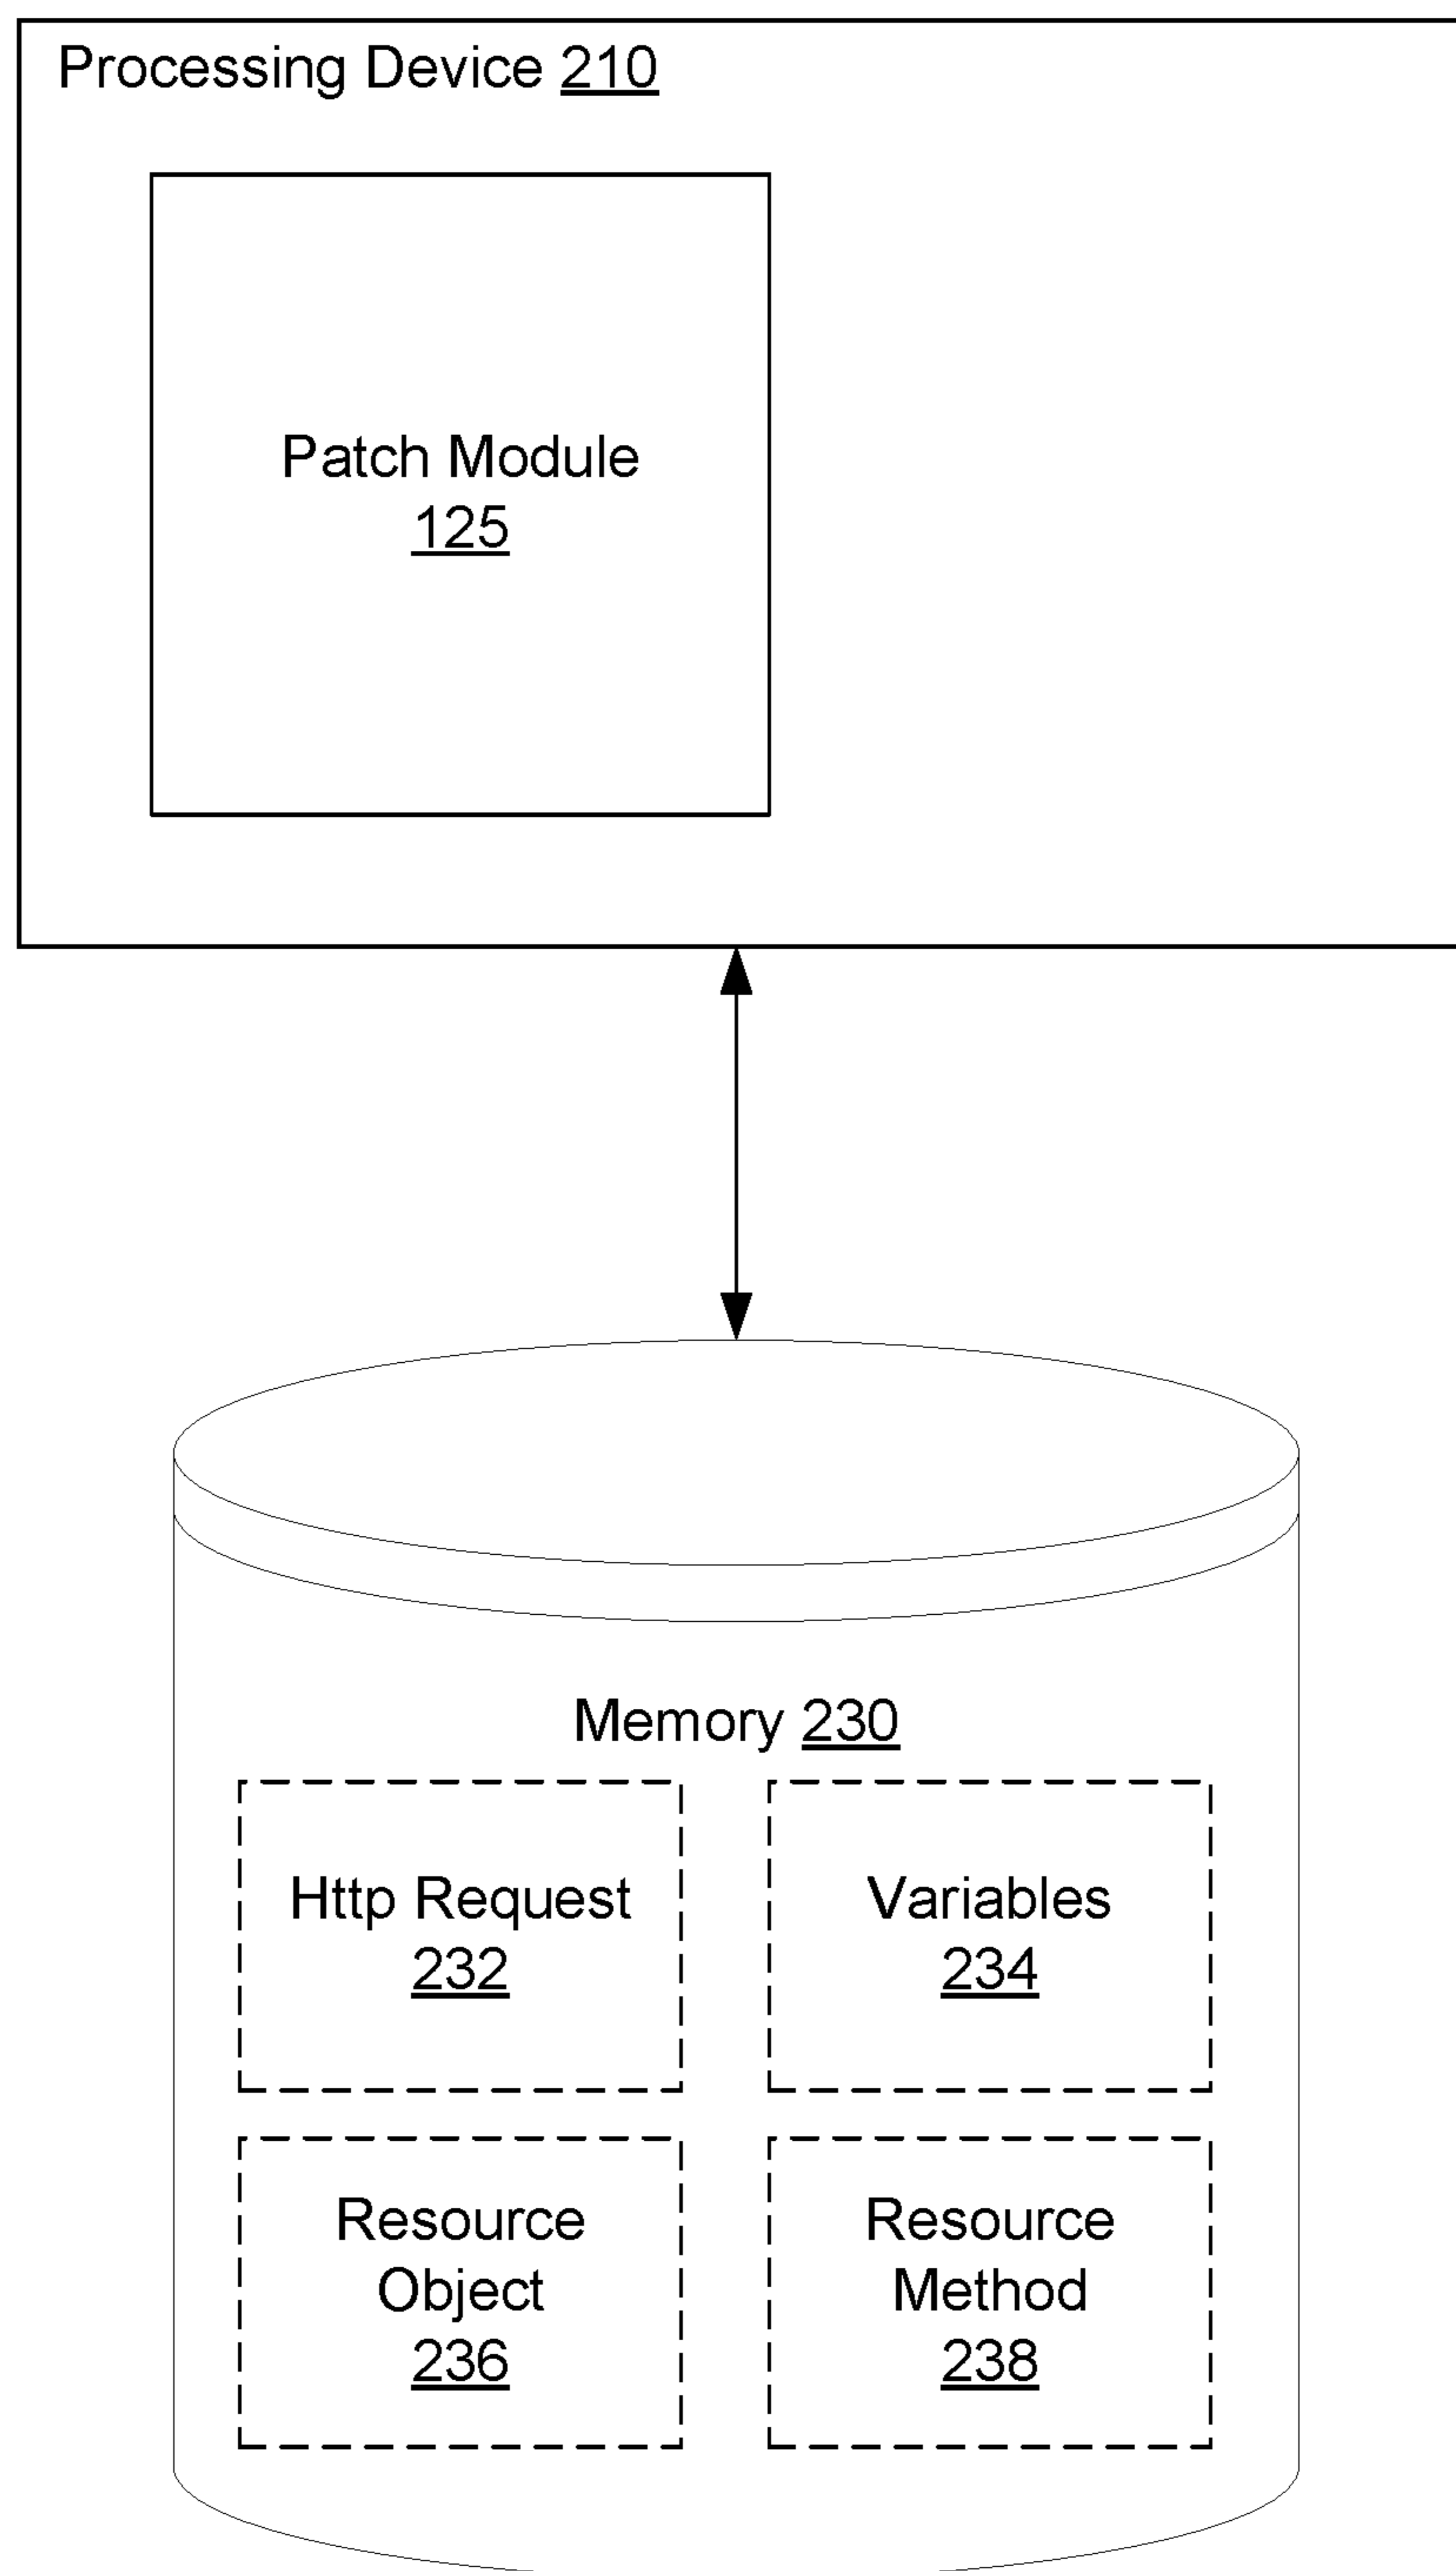 Processing Device 210
Patch Module
125
Memory 230
Http Request
232
Variables
234
Resource
Object
236
Resource
Method
238